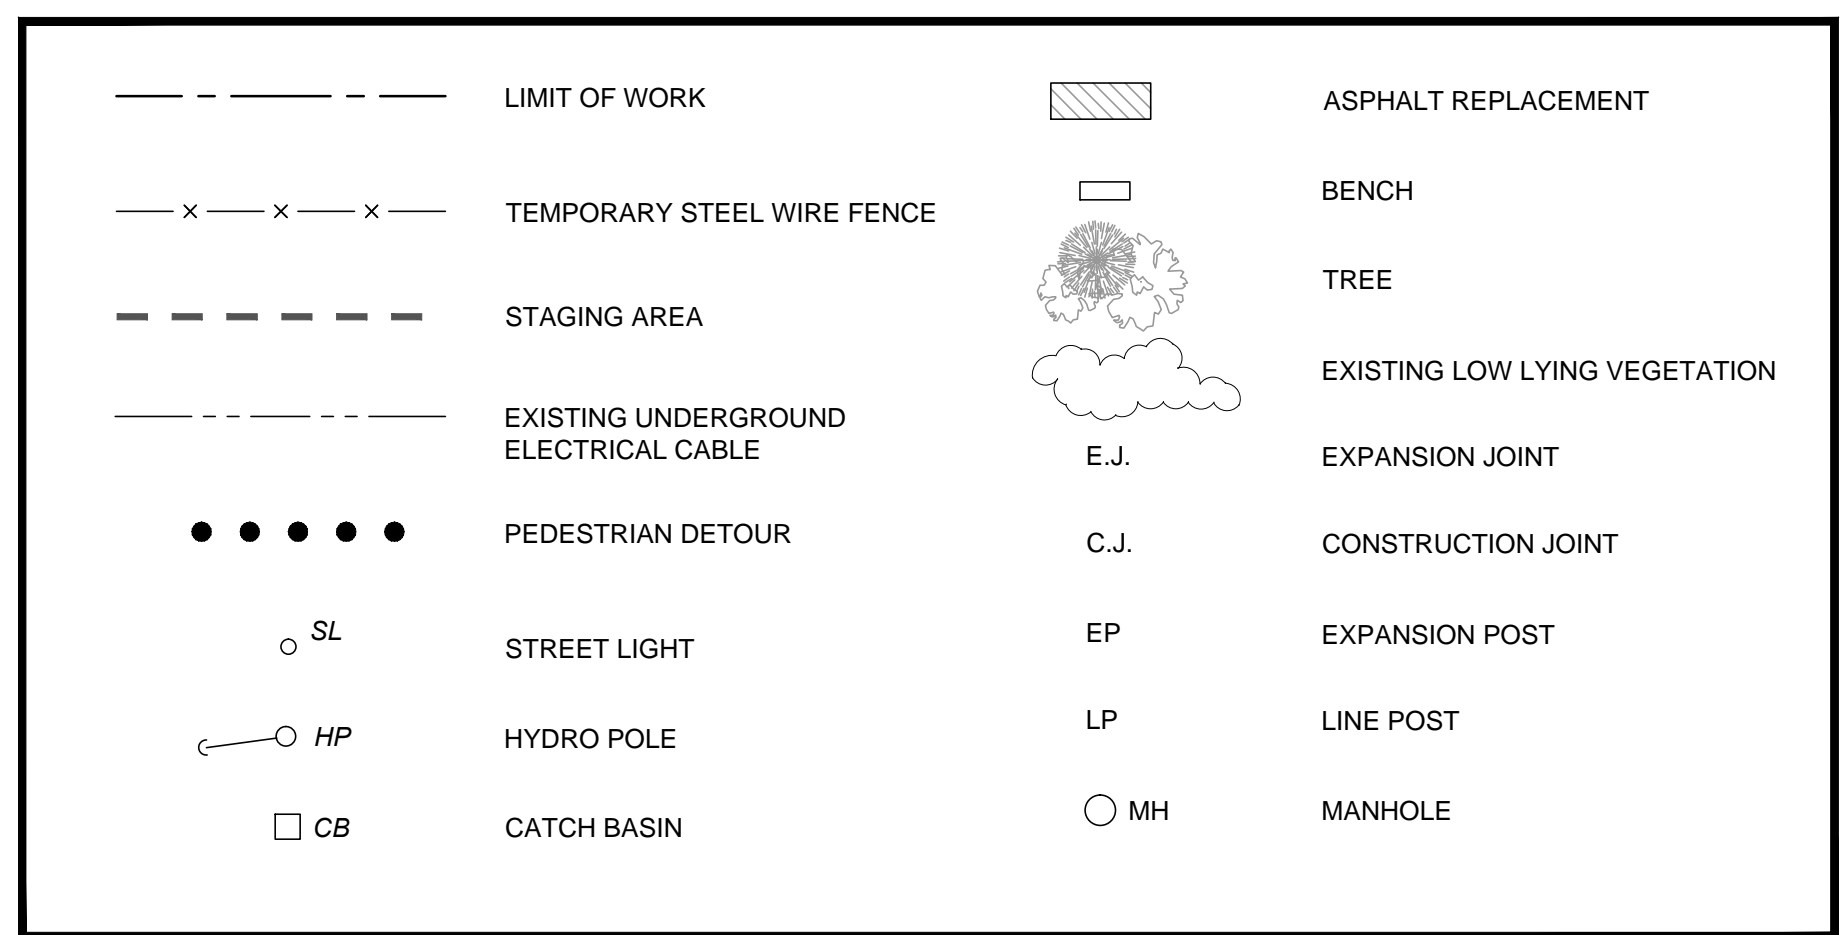 LIMIT OF WORK
TEMPORARY STEEL WIRE FENCE
STAGING AREA
EXISTING UNDERGROUND
ELECTRICAL CABLE
PEDESTRIAN DETOUR
SL STREET LIGHT
HP HYDRO POLE
CB CATCH BASIN
ASPHALT REPLACEMENT
BENCH
TREE
EXISTING LOW LYING VEGETATION
E.J. EXPANSION JOINT
C.J. CONSTRUCTION JOINT
EP EXPANSION POST
LP LINE POST
MH MANHOLE